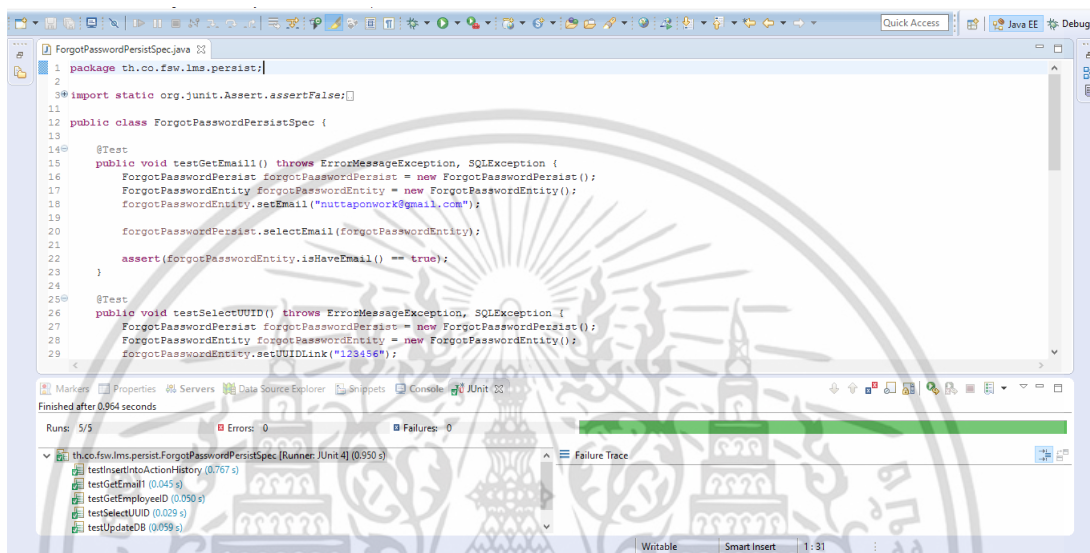 Quick Access
Java EE
Debug
ForgotPasswordPersistSpec.java
1 package th.co.fsw.lms.persist;
2
3 import static org.junit.Assert.assertFalse;
11
12 public class ForgotPasswordPersistSpec {
13
14 @Test
15 public void testGetEmail1() throws ErrorMessageException, SQLException {
16 ForgotPasswordPersist forgotPasswordPersist = new ForgotPasswordPersist();
17 ForgotPasswordEntity forgotPasswordEntity = new ForgotPasswordEntity();
18 forgotPasswordEntity.setEmail("nuttaponwork@gmail.com");
19
20 forgotPasswordPersist.selectEmail(forgotPasswordEntity);
21
22 assert(forgotPasswordEntity.isHaveEmail() == true);
23 }
24
25 @Test
26 public void testSelectUUID() throws ErrorMessageException, SQLException {
27 ForgotPasswordPersist forgotPasswordPersist = new ForgotPasswordPersist();
28 ForgotPasswordEntity forgotPasswordEntity = new ForgotPasswordEntity();
29 forgotPasswordEntity.setUUIDLink("123456");
Markers Properties Servers Data Source Explorer Snippets Console JUnit
Finished after 0.964 seconds
Runs: 5/5 Errors: 0 Failures: 0
th.co.fsw.lms.persist.ForgotPasswordPersistSpec [Runner: JUnit 4] (0.950 s)
Failure Trace
testInsertIntoActionHistory (0.767 s)
testGetEmail1 (0.045 s)
testGetEmployeeID (0.050 s)
testSelectUUID (0.029 s)
testUpdateDB (0.059 s)
Writable Smart Insert 1 : 31